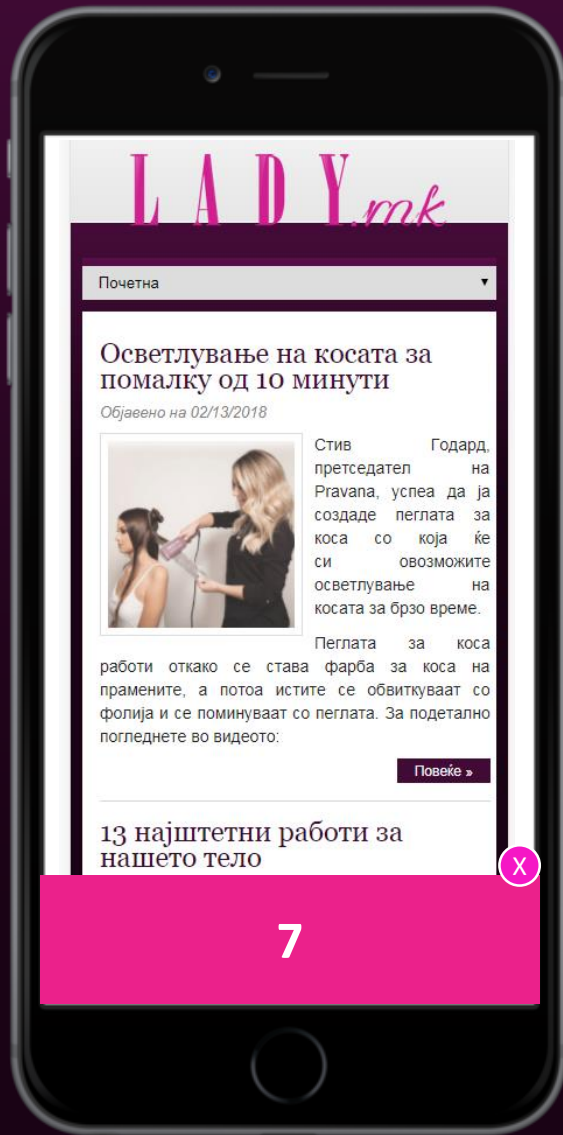 LADY.mk
Почетна
Осветлување на косата за
помалку од 10 минути
Објавено на 02/13/2018
Стив Годард,
претседател на
Pravana, успеа да ја
создаде пеглата за
коса со која ќе
си овозможите
осветлување на
косата за брзо време.
Пеглата за коса
работи откако се става фарба за коса на
прамените, а потоа истите се обвиткуваат со
фолија и се поминуваат со пеглата. За подетално
погледнете во видеото:
Повеќе »
13 најштетни работи за
нашето тело
X
7